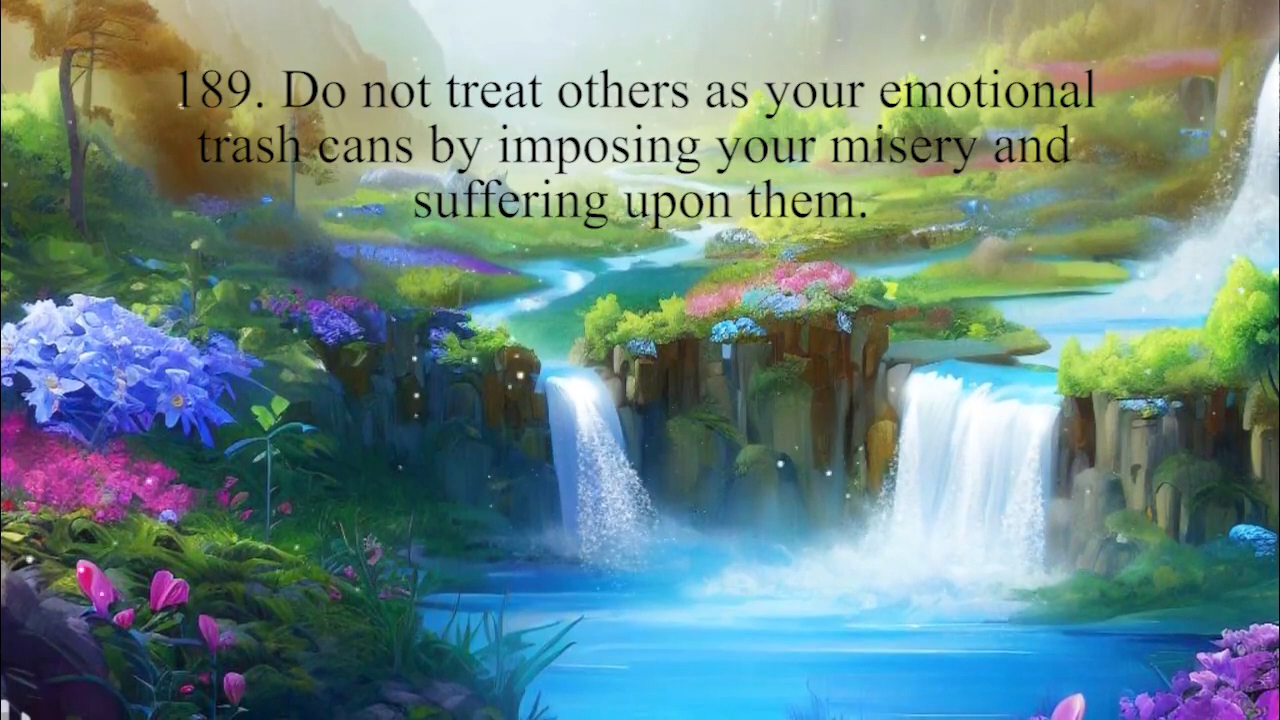 189. Do not treat others as your emotional
trash cans by imposing your misery and
suffering upon them.